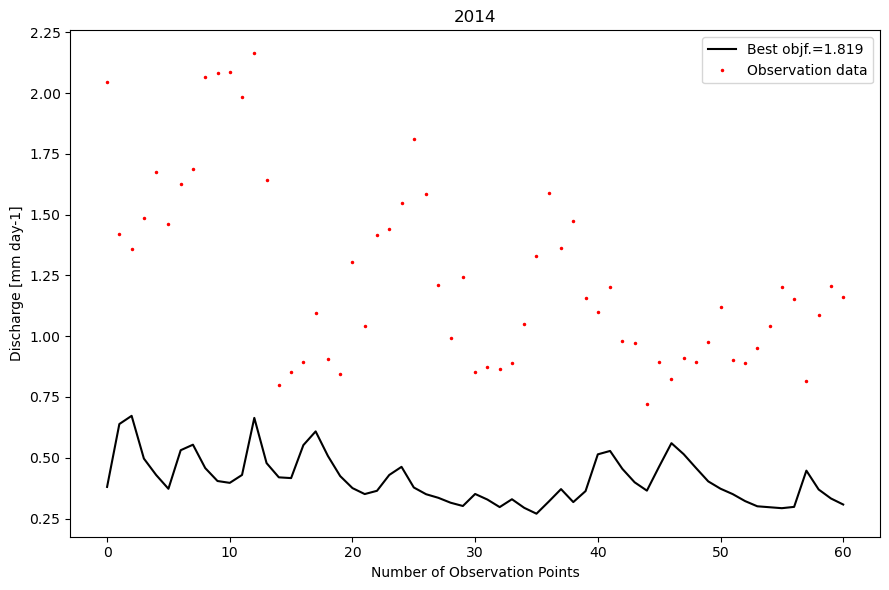 2014
Best objf.=1.819
Observation data
Discharge [mm day-1]
2.25
2.00
1.75
1.50
1.25
1.00
0.75
0.50
0.25
0 10 20 30 40 50 60
Number of Observation Points